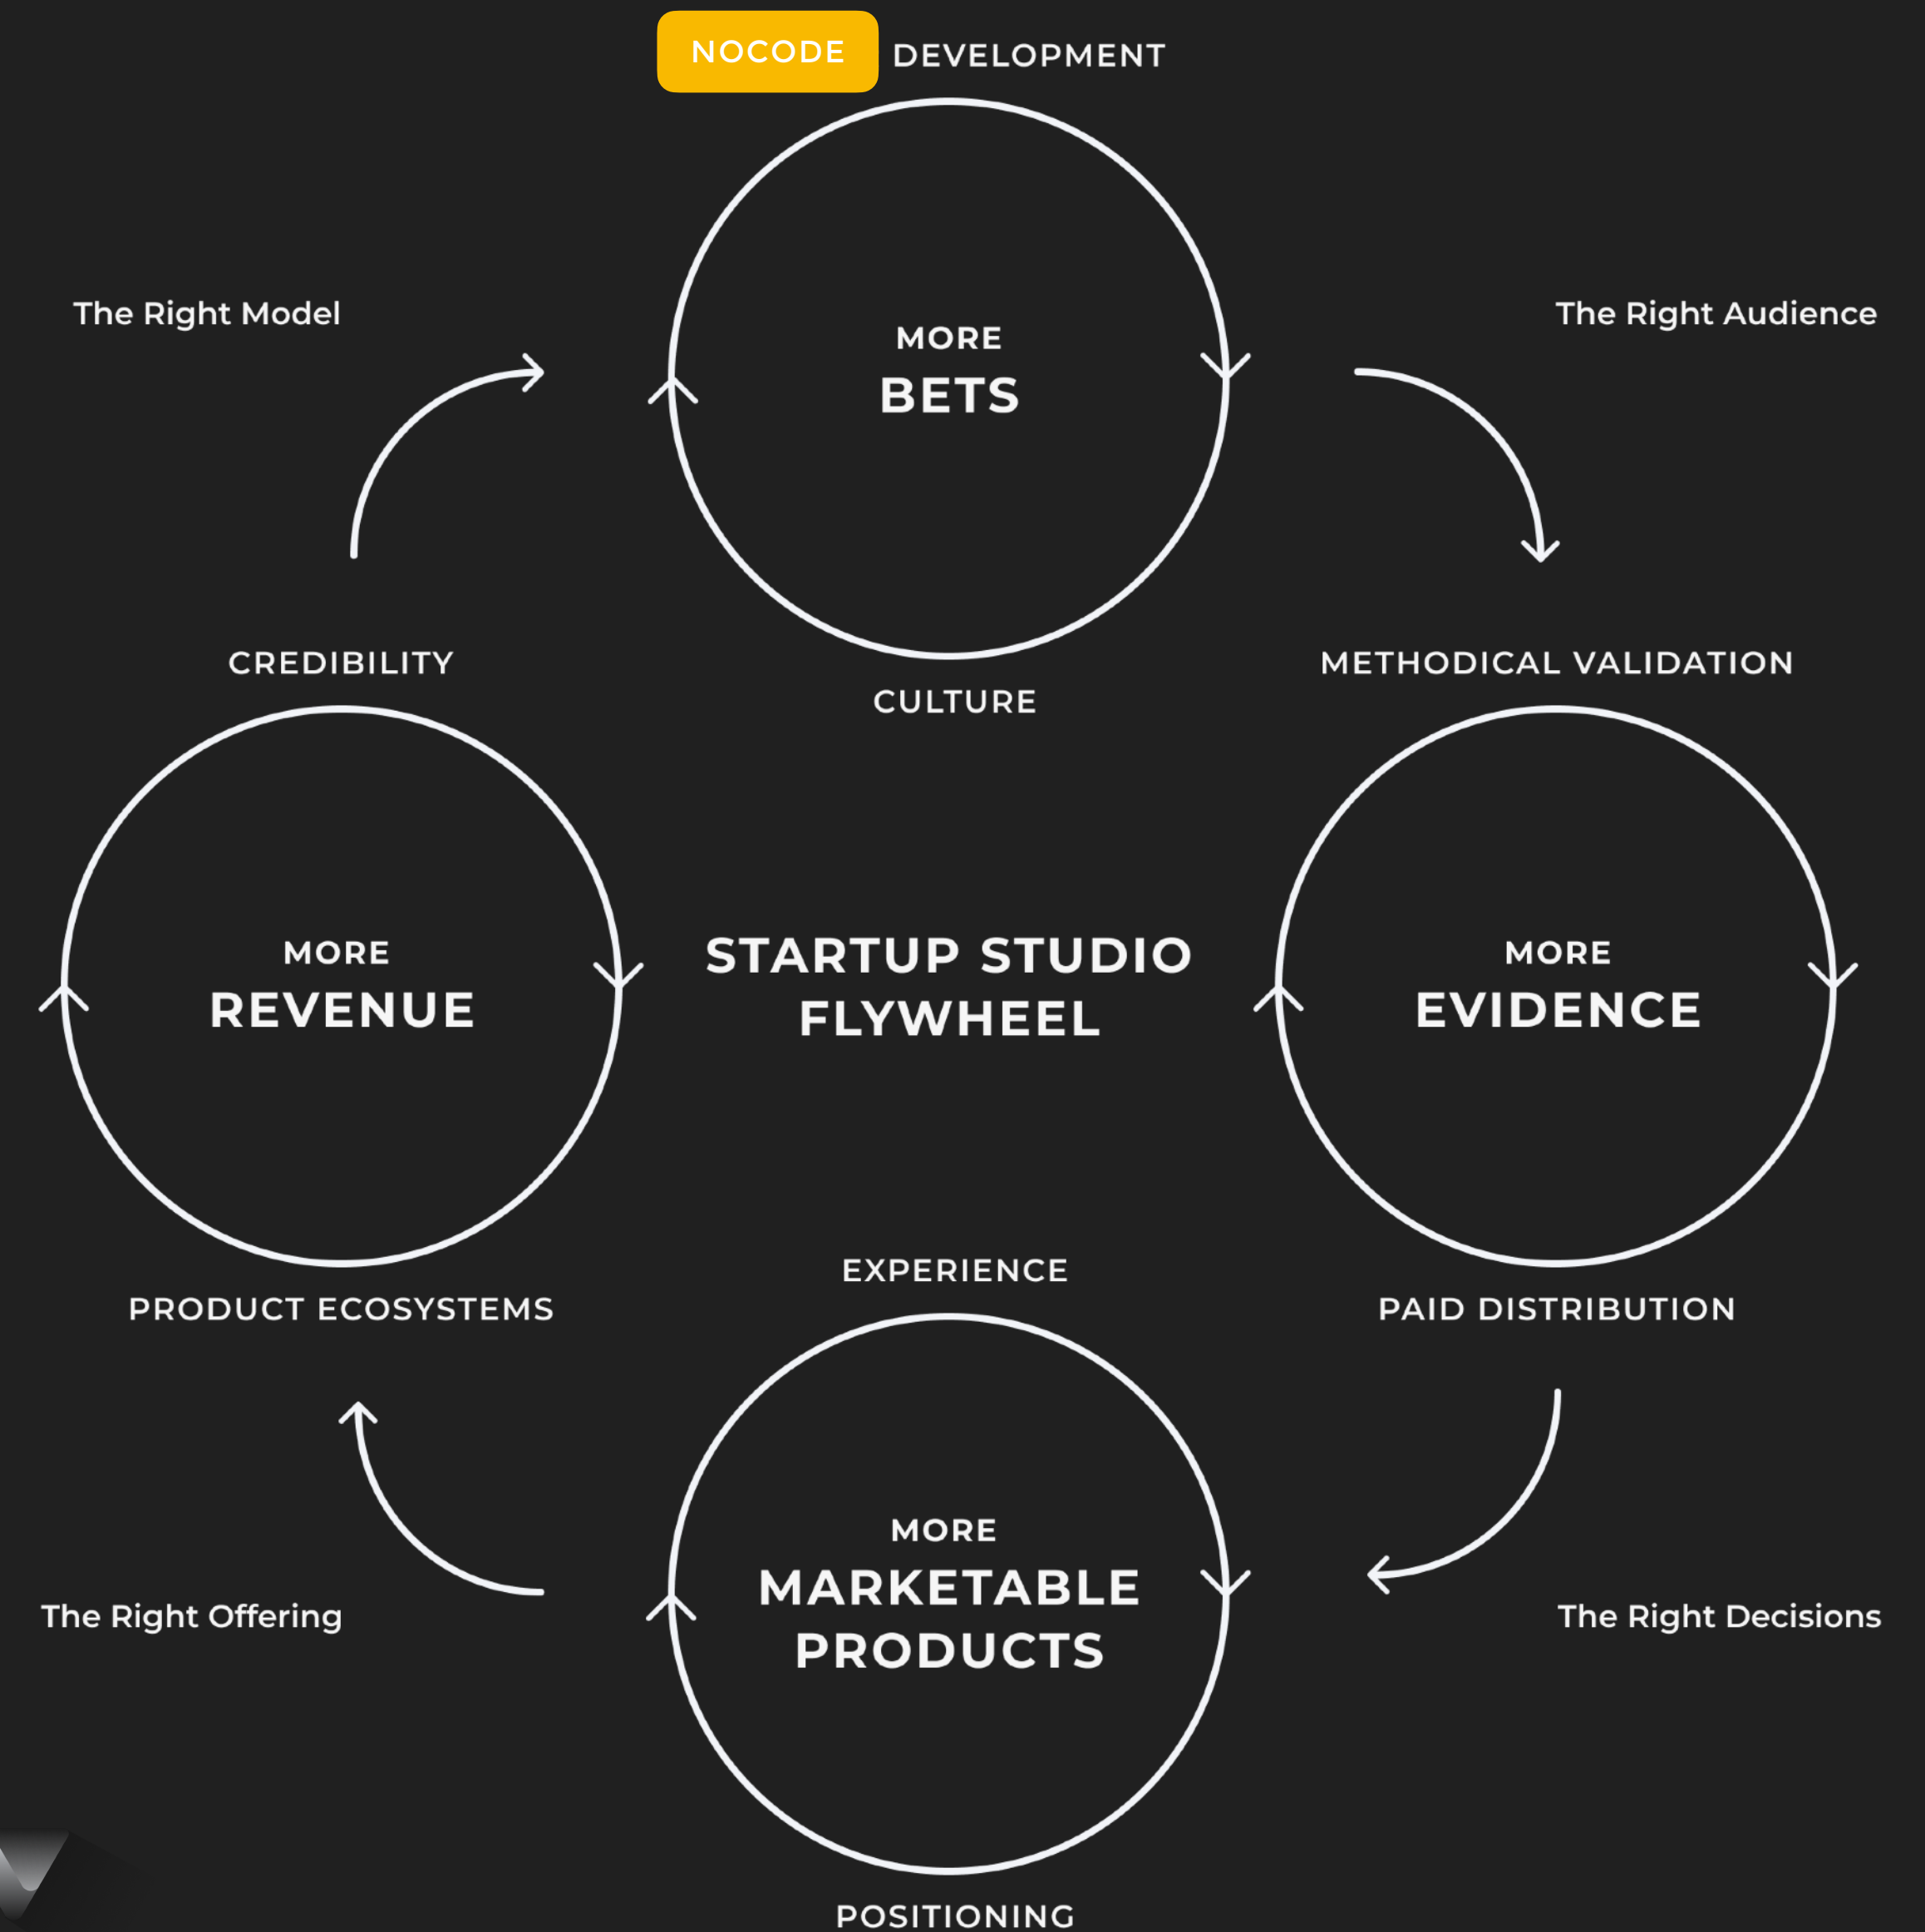 NOCODE DEVELOPMENT
The Right Model
The Right Audience
MORE
BETS
CREDIBILITY
METHODICAL VALIDATION
CULTURE
MORE
REVENUE
STARTUP STUDIO
FLYWHEEL
MORE
EVIDENCE
EXPERIENCE
PRODUCT ECOSYSTEMS
PAID DISTRIBUTION
MORE
MARKETABLE
PRODUCTS
The Right Offering
The Right Decisions
POSITIONING